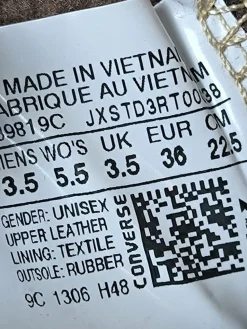 MADE IN VIETNAM
FABRIQUE AU VIETNAM
39819C JXSTD3RT0038
MENS WO'S UK EUR CM
3.5 5.5 3.5 36 22.5
GENDER: UNISEX
UPPER LEATHER
LINING: TEXTILE
OUTSOLE: RUBBER
9C 1306 H48
CONVERSE